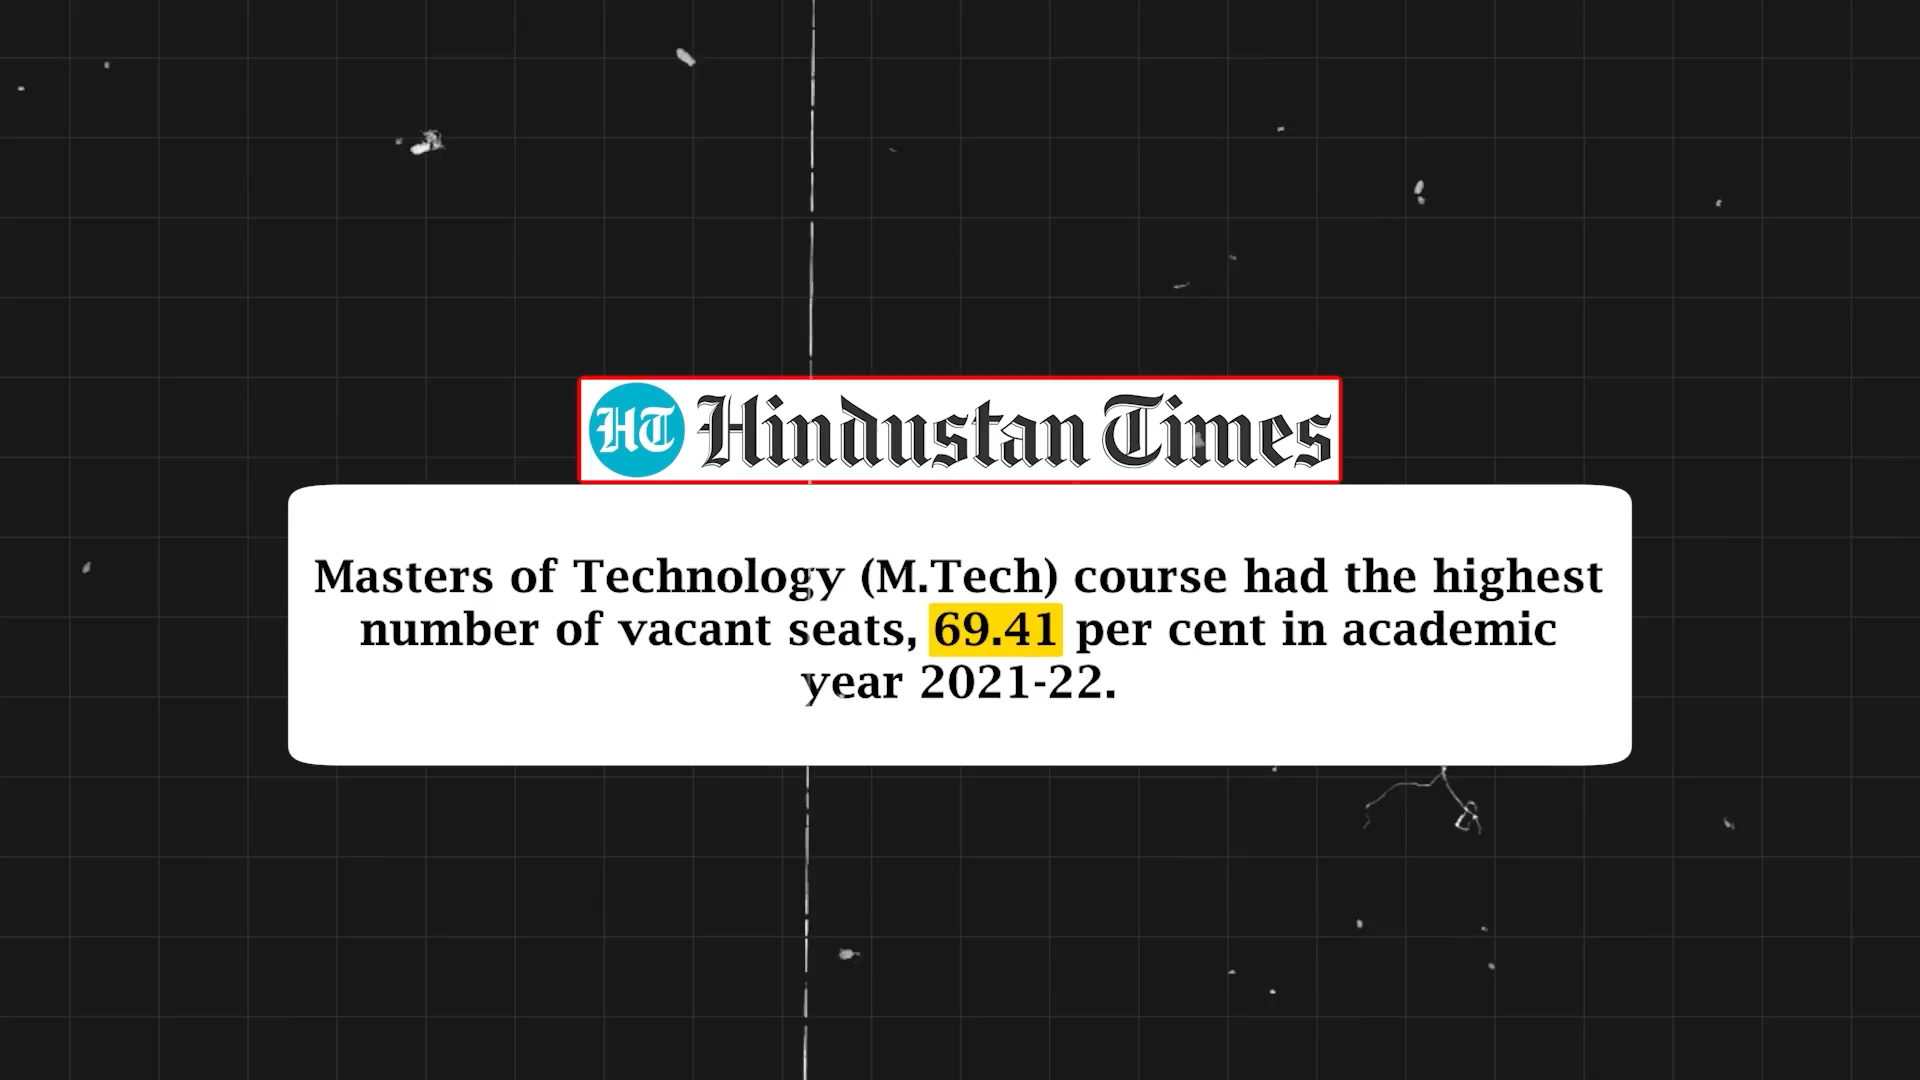 HT Hindustan Times
Masters of Technology (M.Tech) course had the highest
number of vacant seats, 69.41 per cent in academic
year 2021-22.